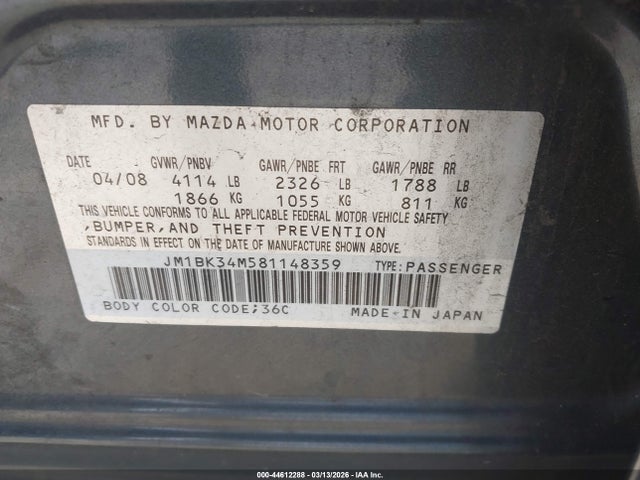 MFD. BY MAZDA MOTOR CORPORATION
DATE GVWR/PNBV GAWR/PNBE FRT GAWR/PNBE RR
04/08 4114 LB 2326 LB 1788 LB
1866 KG 1055 KG 811 KG
THIS VEHICLE CONFORMS TO ALL APPLICABLE FEDERAL MOTOR VEHICLE SAFETY
,BUMPER,AND THEFT PREVENTION
STANDARDS IN EFFECT ON THE DATE OF MANUFACTURE SHOWN ABOVE.
JM1BK34M581148359 TYPE:PASSENGER
BODY COLOR CODE;36C MADE-IN JAPAN
000-44612288 - 03/13/2026 - IAA Inc.